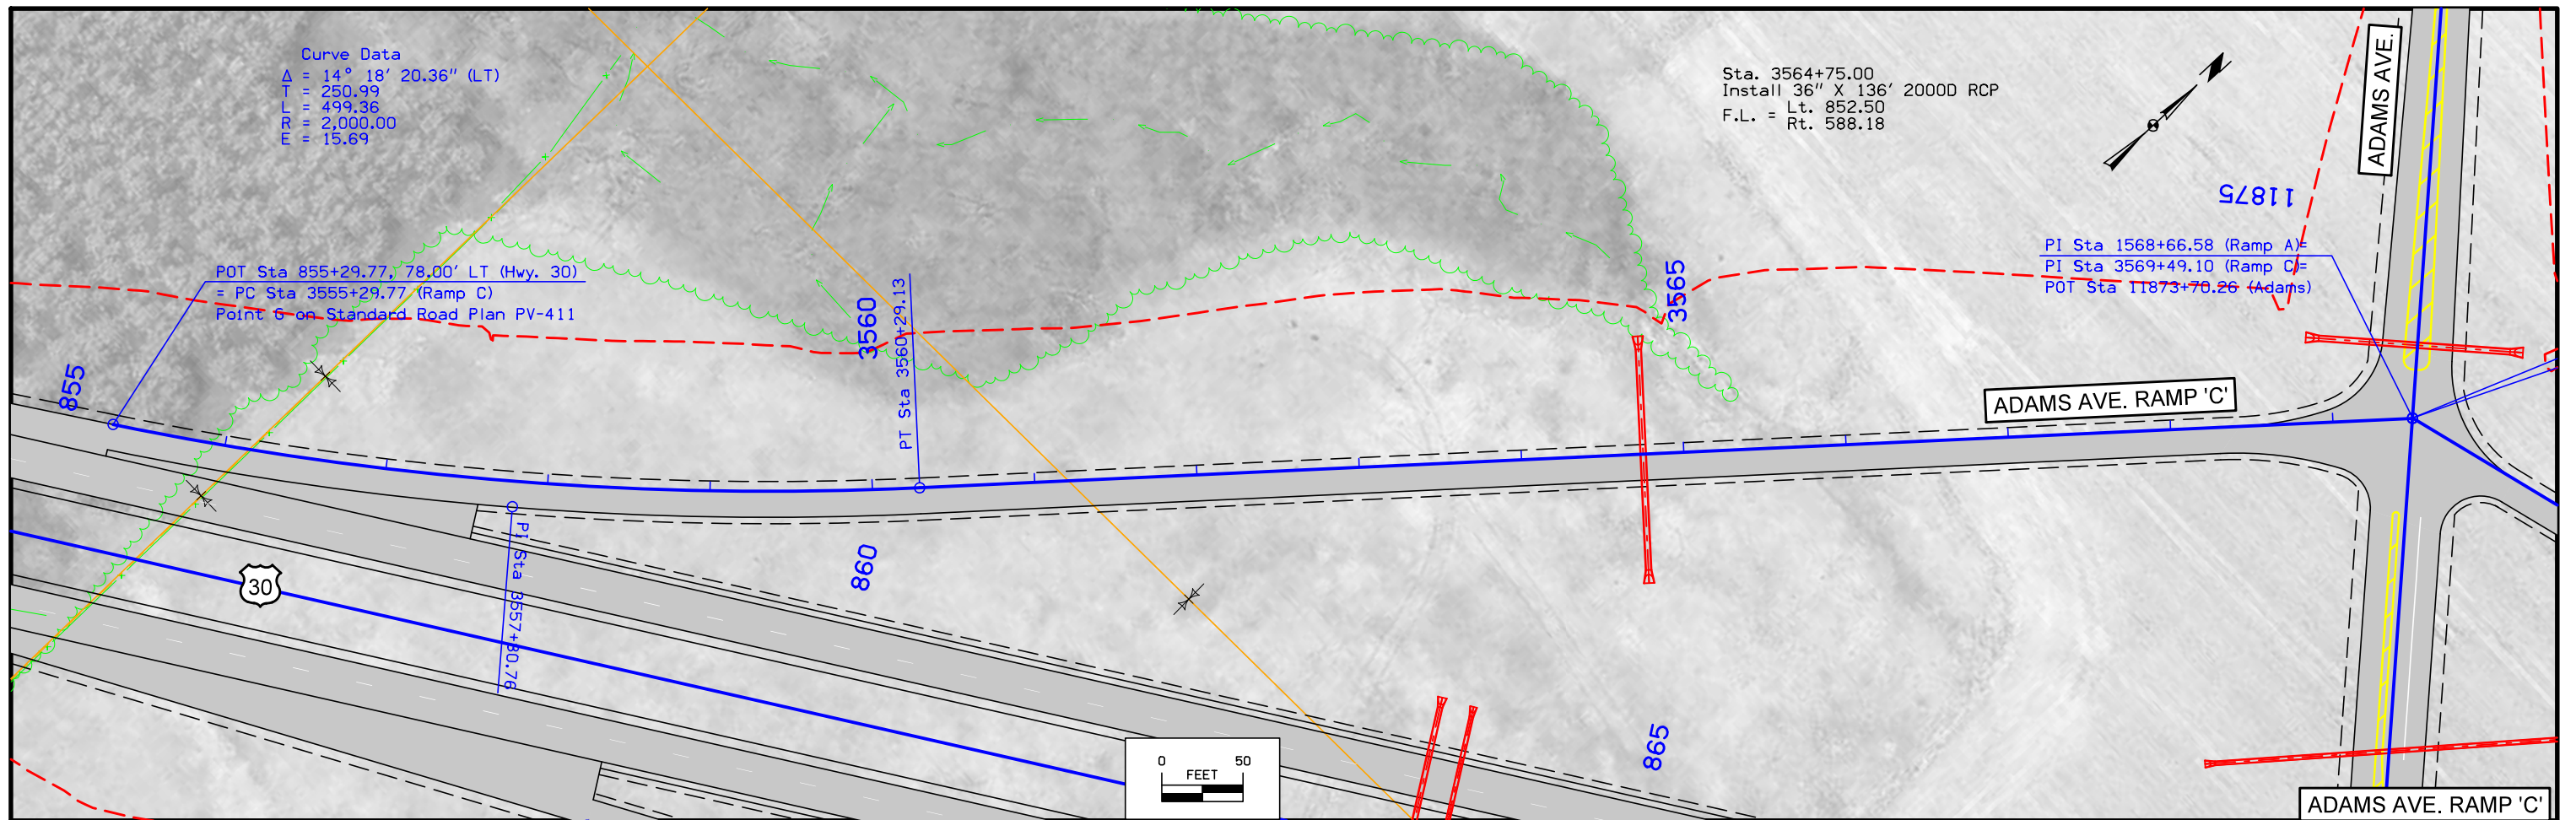 Curve Data
Δ = 14° 18' 20.36" (LT)
T = 250.99
L = 499.36
R = 2,000.00
E = 15.69
Sta. 3564+75.00
Install 36" X 136' 2000D RCP
F.L. = Lt. 852.50
Rt. 588.18
ADAMS AVE.
11875
PI Sta 1568+66.58 (Ramp A)=
PI Sta 3569+49.10 (Ramp C)=
POT Sta 11873+70.26 (Adams)
POT Sta 855+29.77, 78.00' LT (Hwy. 30)
= PC Sta 3555+29.77 (Ramp C)
Point G on Standard Road Plan PV-411
855
3560
PT Sta 3560+29.13
3565
ADAMS AVE. RAMP 'C'
PI Sta 3557+80.76
860
30
865
0 50
FEET
ADAMS AVE. RAMP 'C'